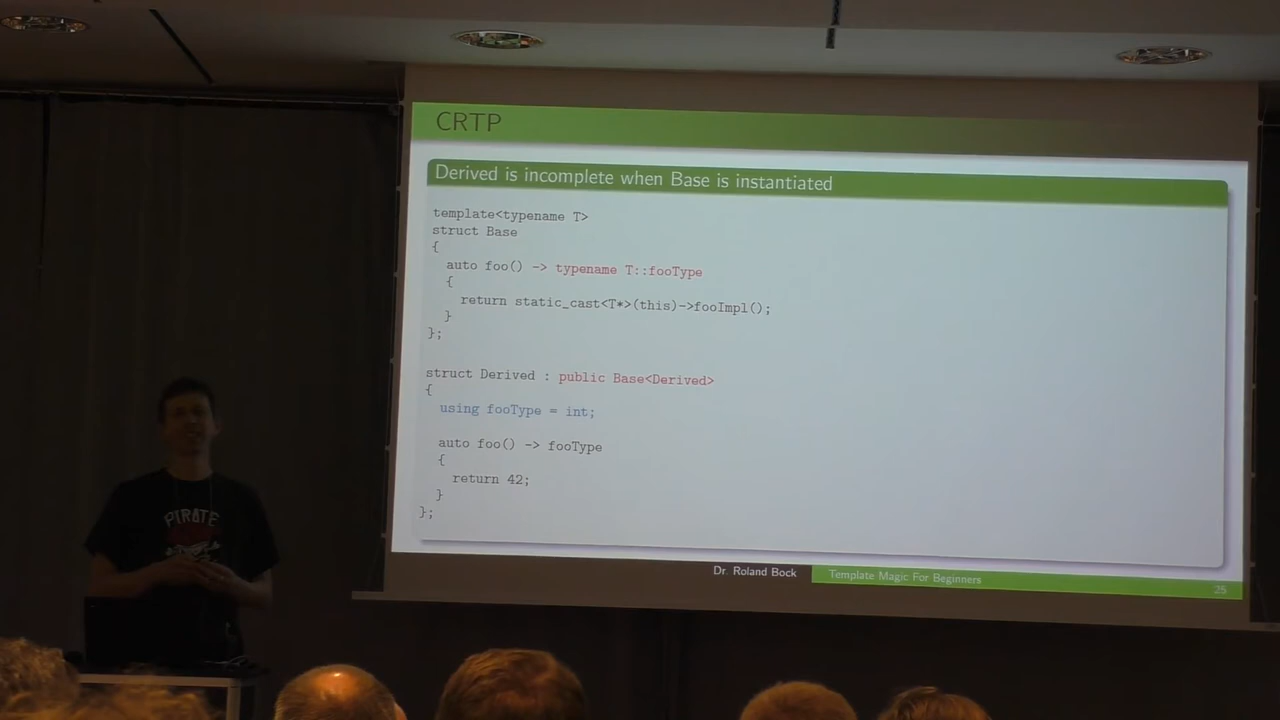 CRTP
Derived is incomplete when Base is instantiated
template<typename T>
struct Base
{
auto foo() -> typename T::fooType
{
return static_cast<T*>(this)->fooImpl();
}
};
struct Derived : public Base<Derived>
{
using fooType = int;
auto foo() -> fooType
{
return 42;
}
};
Dr. Roland Bock
Template Magic For Beginners
25
PIRATE